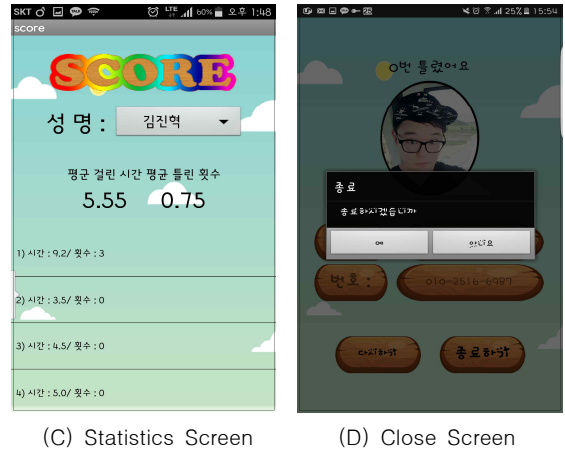 SKT LTE 60% 오후 1:48
score
SCORE
성 명 : 김진혁
평균 걸린 시간 평균 틀린 횟수
5.55 0.75
1) 시간 : 9.2/ 횟수 : 3
2) 시간 : 3.5/ 횟수 : 0
3) 시간 : 4.5/ 횟수 : 0
4) 시간 : 5.0/ 횟수 : 0
(C) Statistics Screen
25% 15:54
0번 틀렸어요
종료
종료하시겠습니까
예 아니요
번호 : 010-2516-6987
다시하기 종료하기
(D) Close Screen